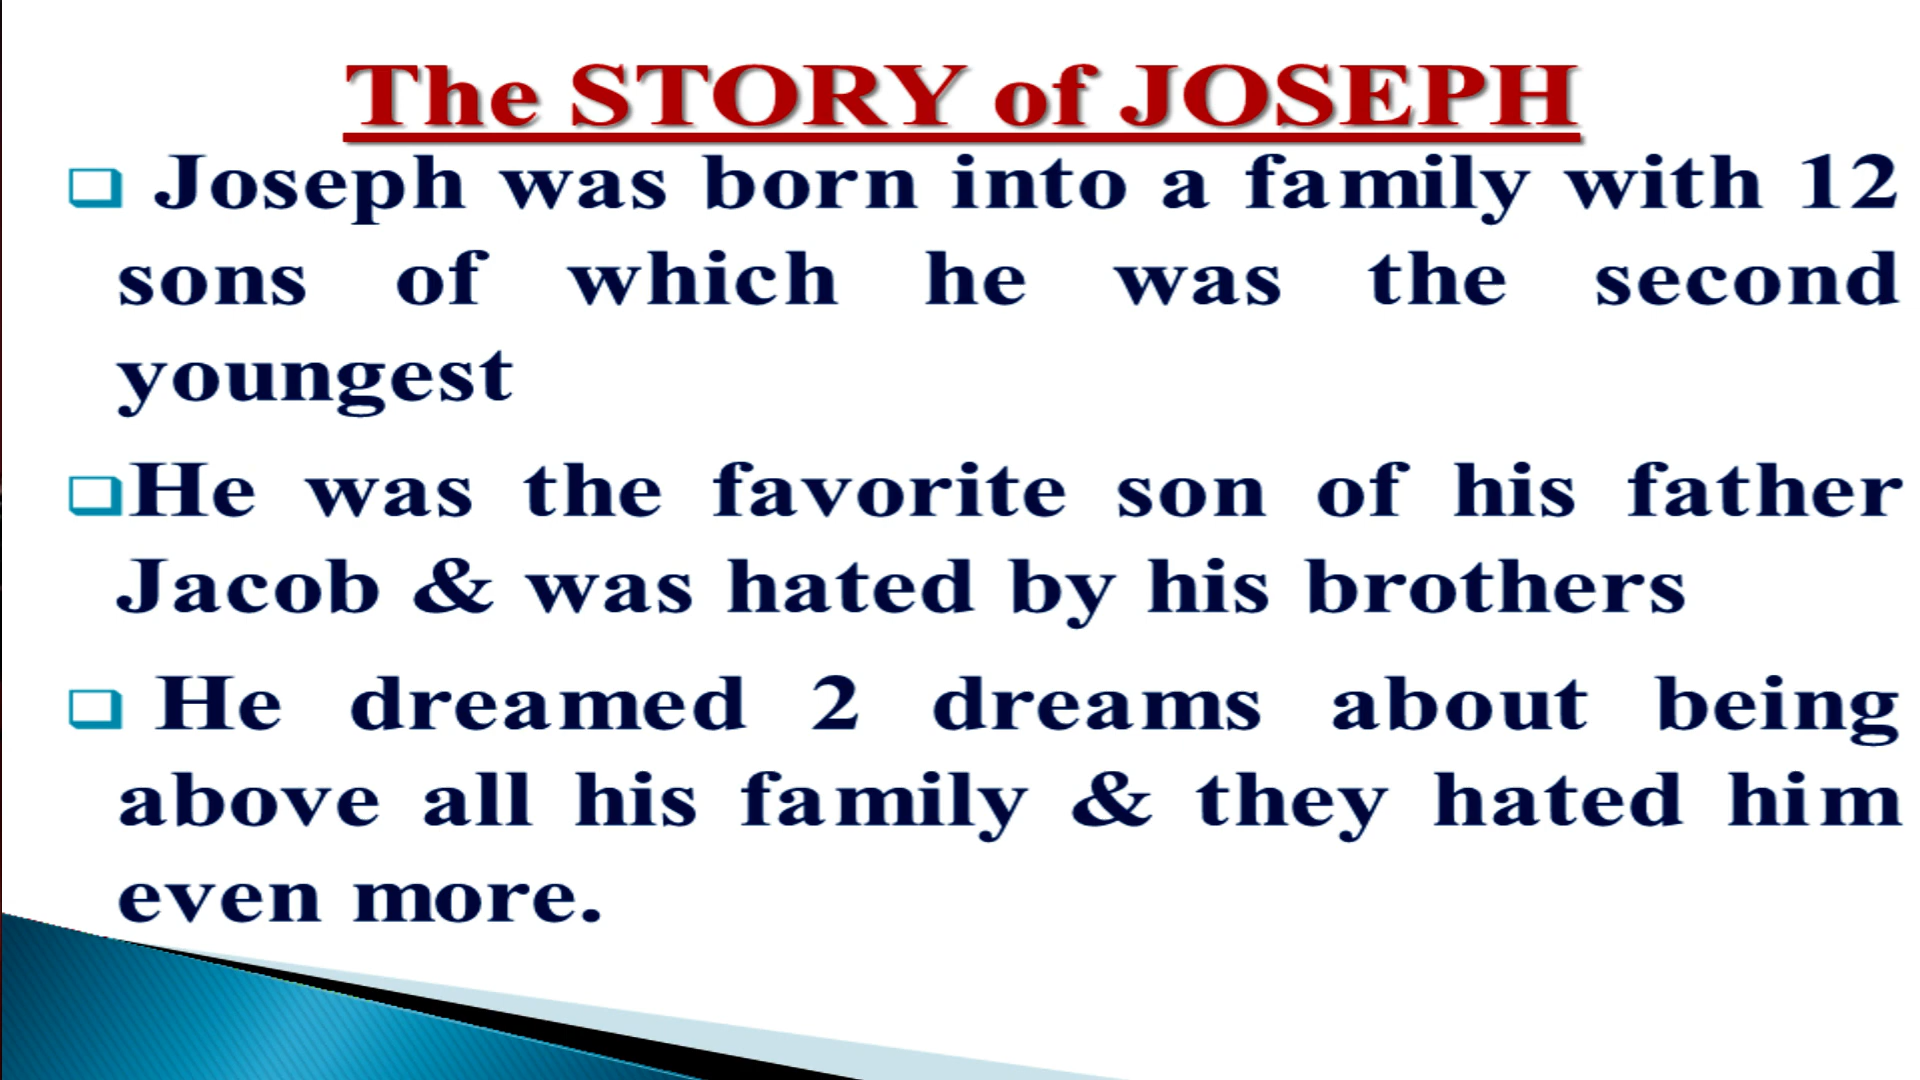 The STORY of JOSEPH
Joseph was born into a family with 12
sons of which he was the second
youngest
He was the favorite son of his father
Jacob & was hated by his brothers
He dreamed 2 dreams about being
above all his family & they hated him
even more.